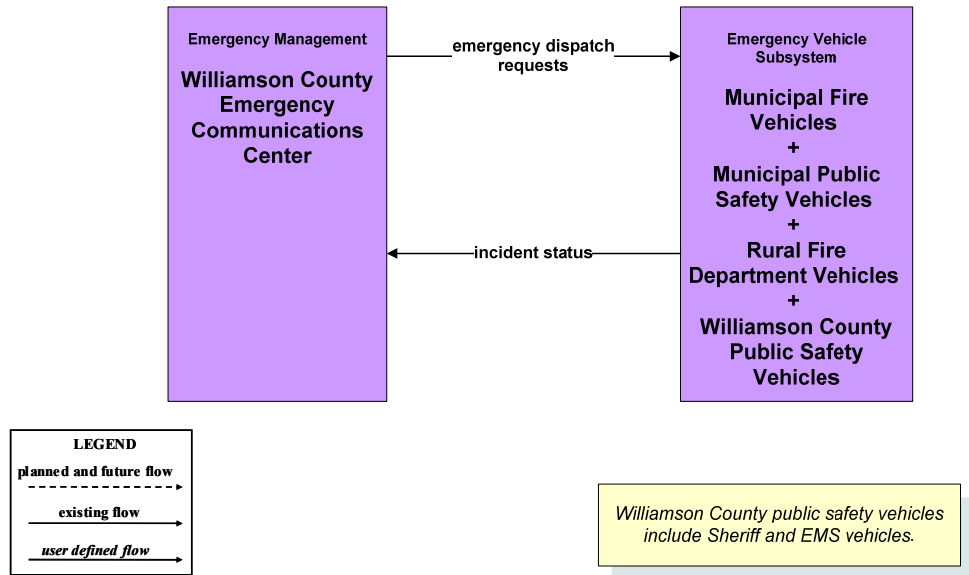 Emergency Management
Williamson County
Emergency
Communications
Center
emergency dispatch
requests
incident status
Emergency Vehicle
Subsystem
Municipal Fire
Vehicles
+
Municipal Public
Safety Vehicles
+
Rural Fire
Department Vehicles
+
Williamson County
Public Safety
Vehicles
LEGEND
planned and future flow
existing flow
user defined flow
Williamson County public safety vehicles
include Sheriff and EMS vehicles.